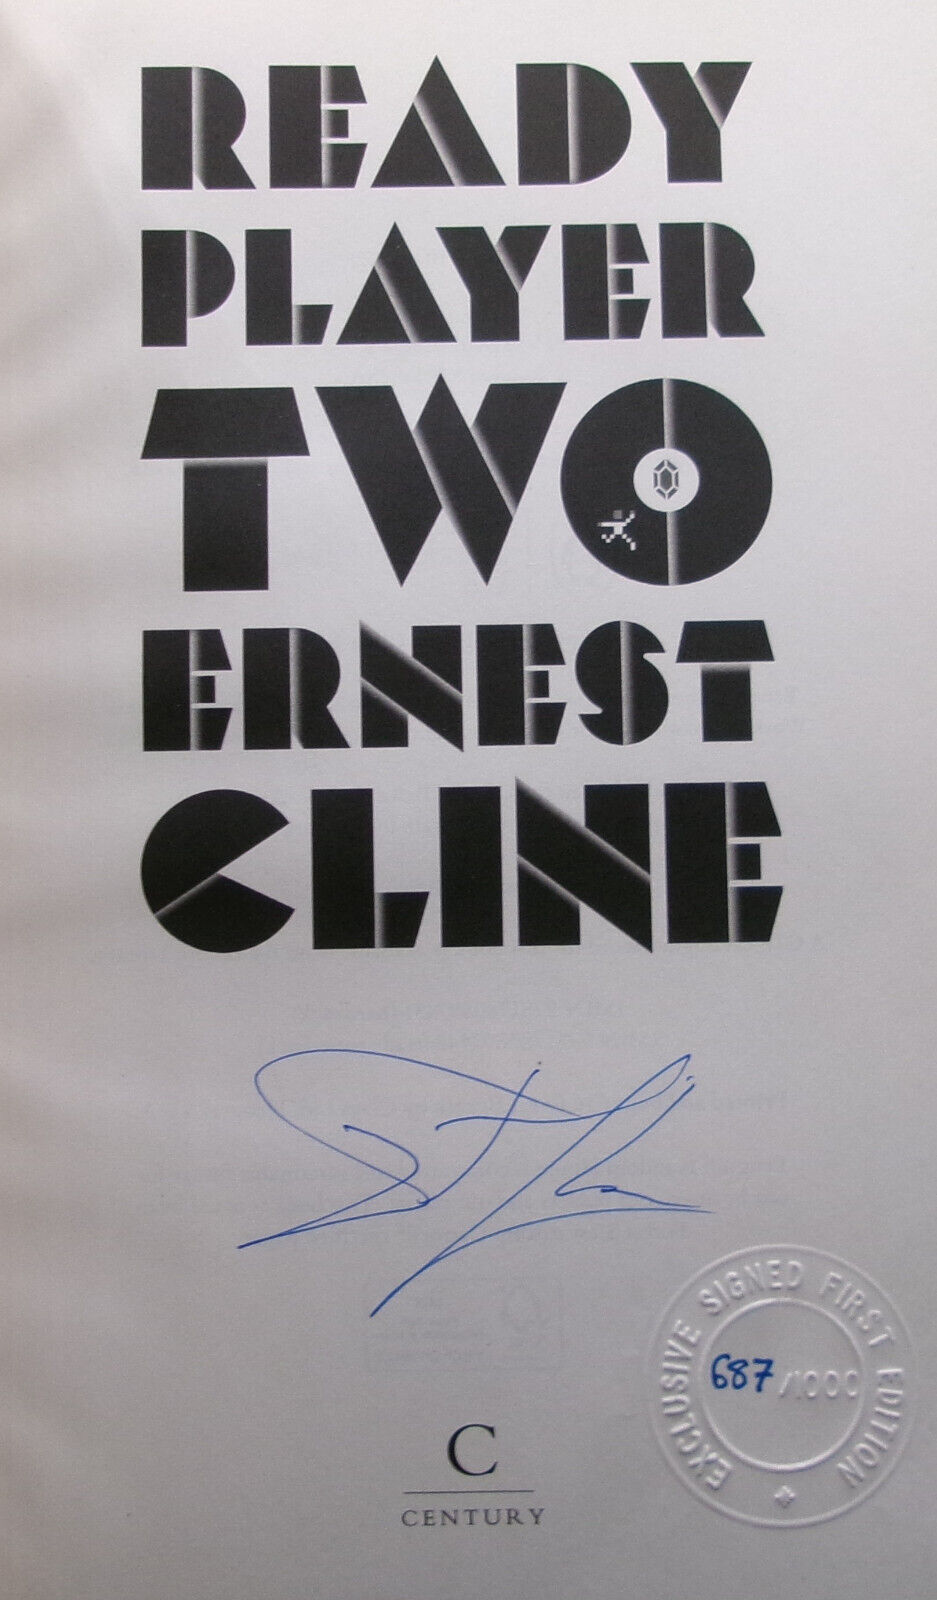 READY
PLAYER
TWO
ERNEST
CLINE
EXCLUSIVE SIGNED FIRST EDITION
687/1000
C
CENTURY